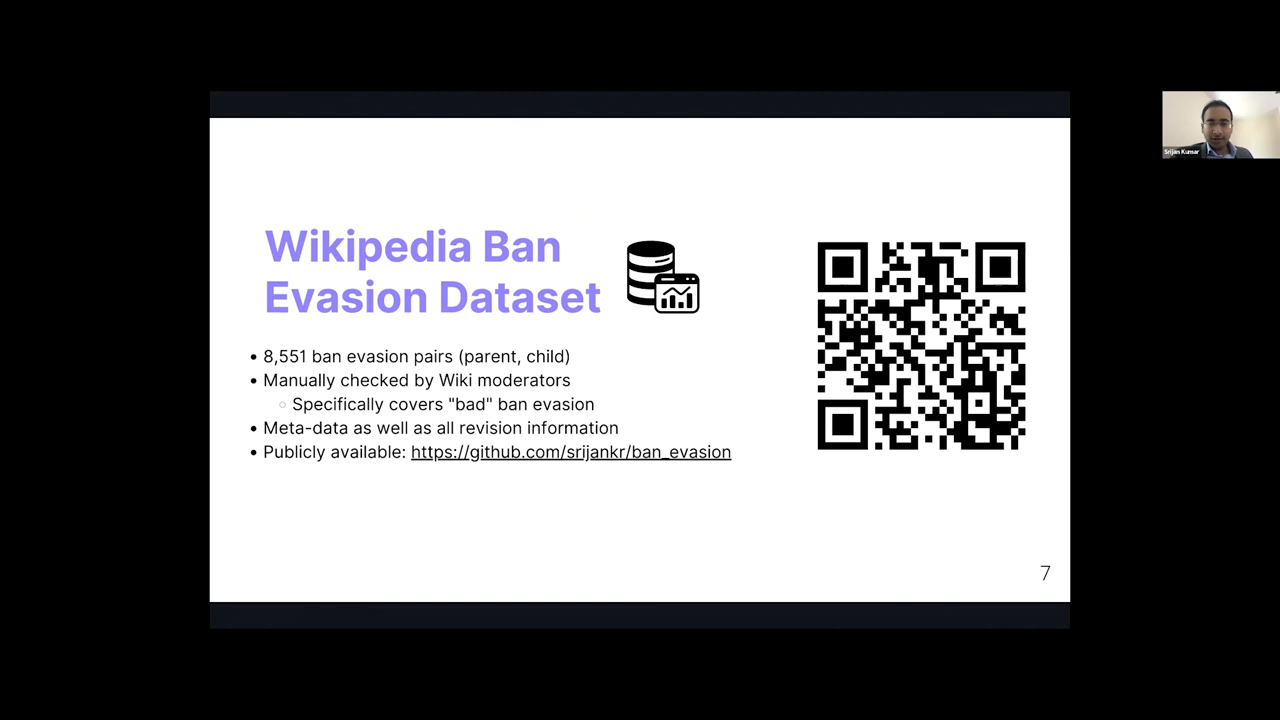 Srijan Kumar
Wikipedia Ban
Evasion Dataset
• 8,551 ban evasion pairs (parent, child)
• Manually checked by Wiki moderators
◦ Specifically covers "bad" ban evasion
• Meta-data as well as all revision information
• Publicly available: https://github.com/srijankr/ban_evasion
7